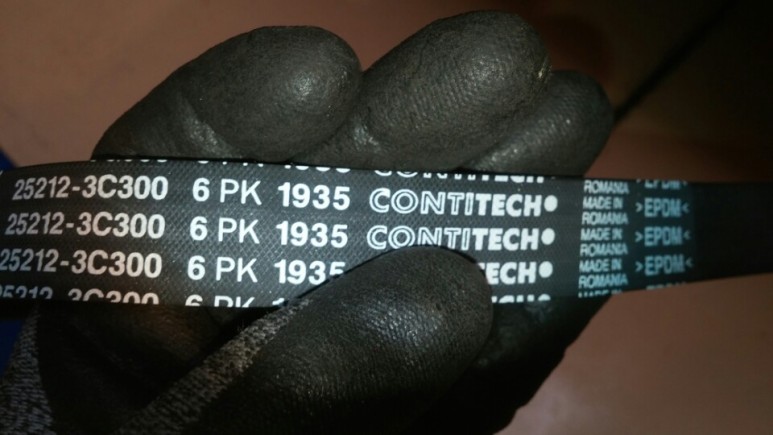 25212-3C300 6 PK 1935 CONTITECH MADE IN ROMANIA >EPDM<
25212-3C300 6 PK 1935 CONTITECH MADE IN ROMANIA >EPDM<
25212-3C300 6 PK 1935 TECH MADE IN ROMANIA >EPDM<